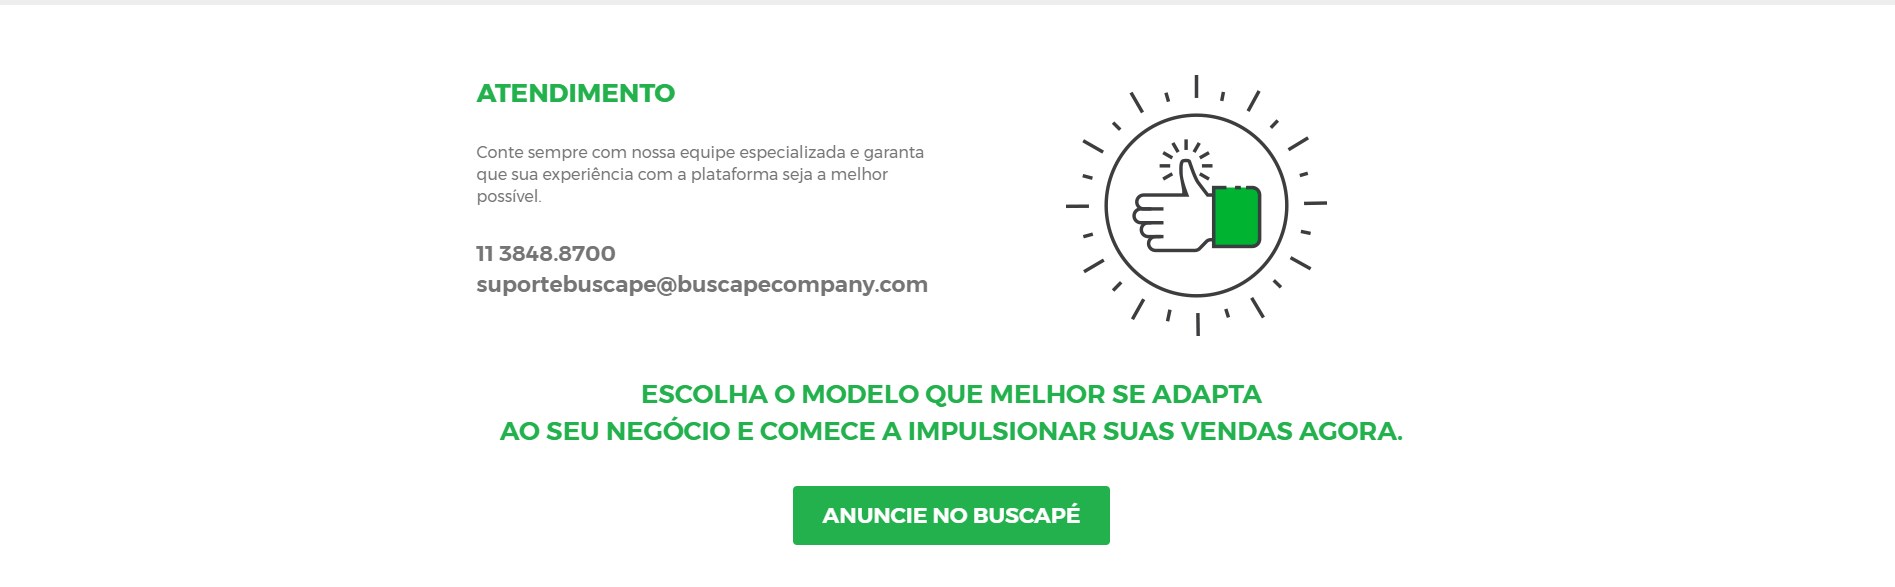 ATENDIMENTO
Conte sempre com nossa equipe especializada e garanta
que sua experiência com a plataforma seja a melhor
possível.
11 3848.8700
suportebuscape@buscapecompany.com
ESCOLHA O MODELO QUE MELHOR SE ADAPTA
AO SEU NEGÓCIO E COMECE A IMPULSIONAR SUAS VENDAS AGORA.
ANUNCIE NO BUSCAPÉ